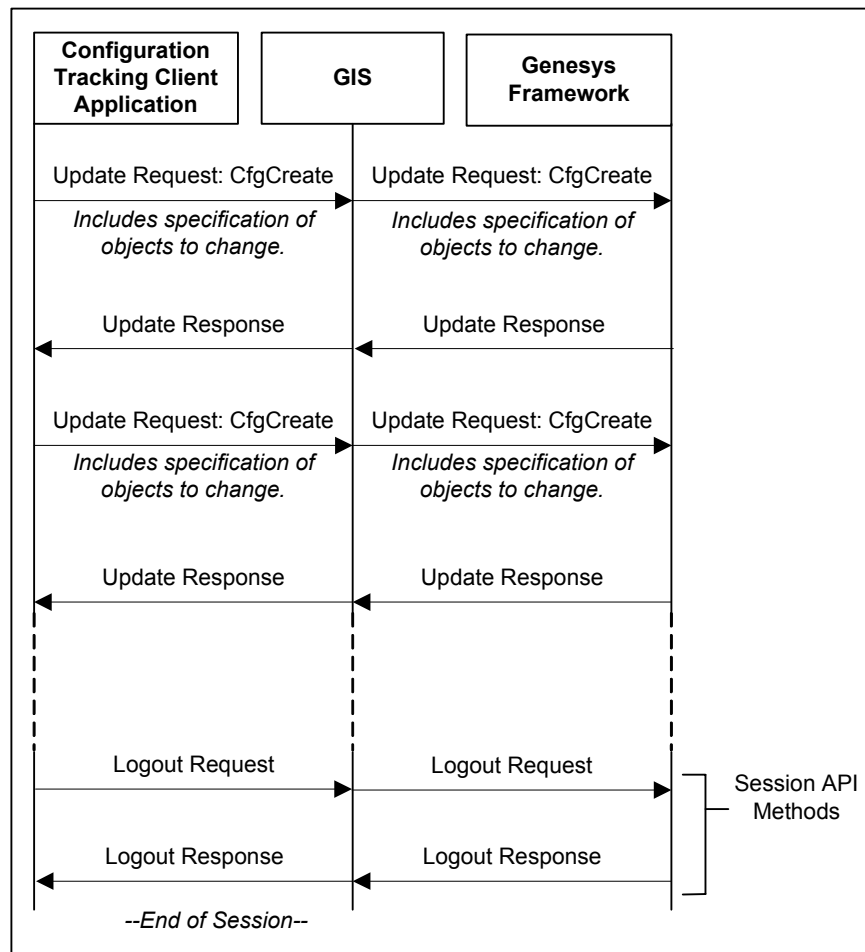 Configuration
Tracking Client
Application
GIS
Genesys
Framework
Update Request: CfgCreate
Update Request: CfgCreate
Includes specification of
objects to change.
Includes specification of
objects to change.
Update Response
Update Response
Update Request: CfgCreate
Update Request: CfgCreate
Includes specification of
objects to change.
Includes specification of
objects to change.
Update Response
Update Response
Logout Request
Logout Request
Session API
Methods
Logout Response
Logout Response
--End of Session--